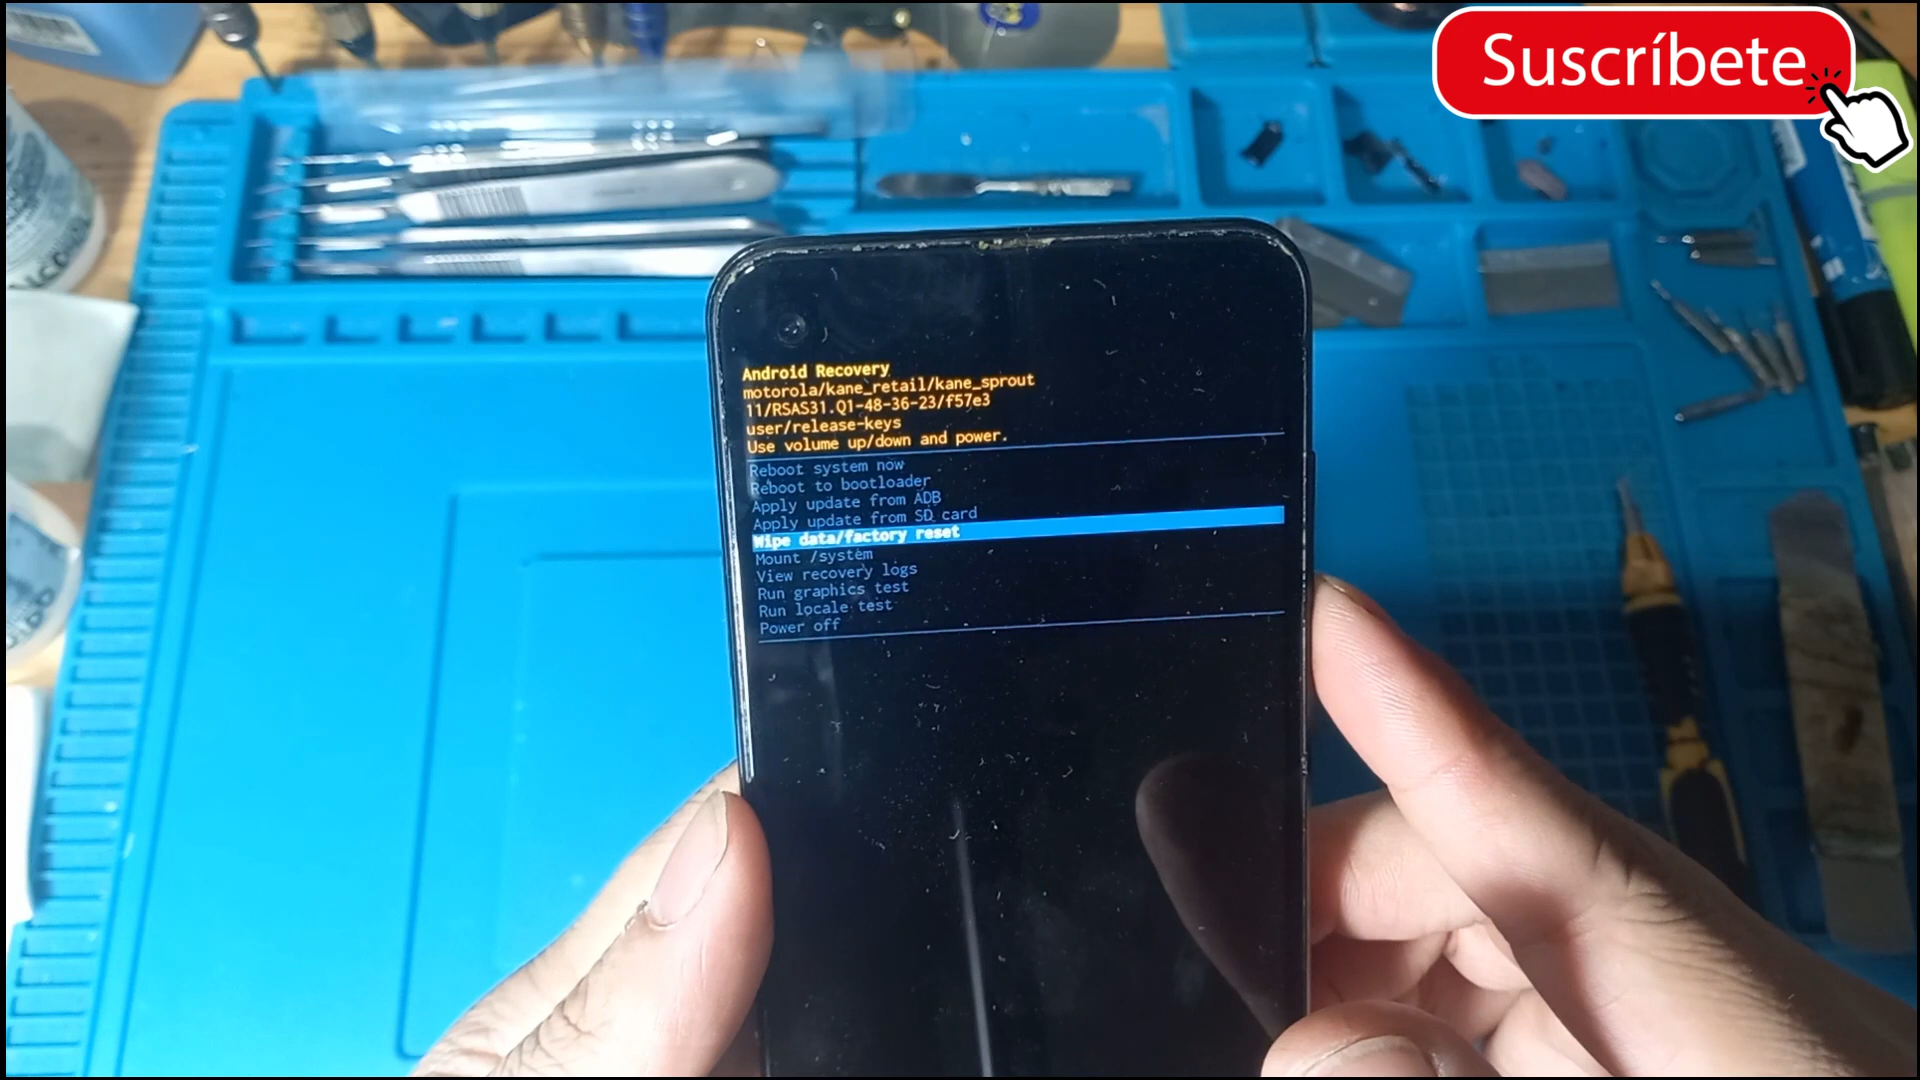 Suscríbete
Android Recovery
motorola/kane_retail/kane_sprout
11/RSAS31.Q1-48-36-23/f57e3
user/release-keys
Use volume up/down and power.
Reboot system now
Reboot to bootloader
Apply update from ADB
Apply update from SD card
Wipe data/factory reset
Mount /system
View recovery logs
Run graphics test
Run locale test
Power off